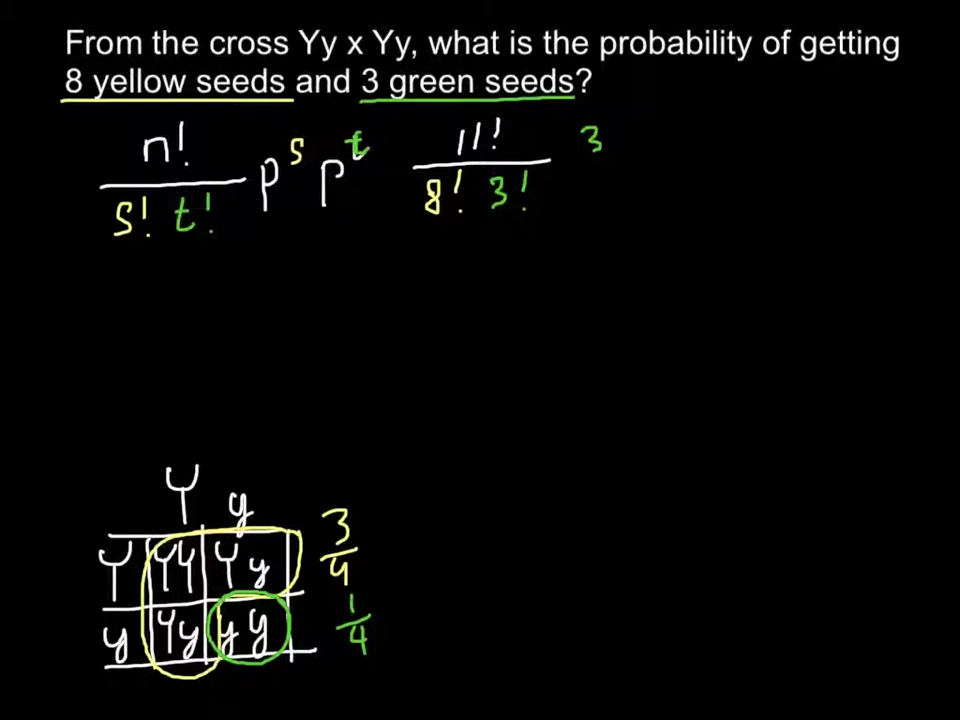 From the cross Yy x Yy, what is the probability of getting
8 yellow seeds and 3 green seeds?
n! / s! t! p^s p^t 11! / 8! 3! 3
Y y
Y YY Yy 3/4
y Yy yy 1/4